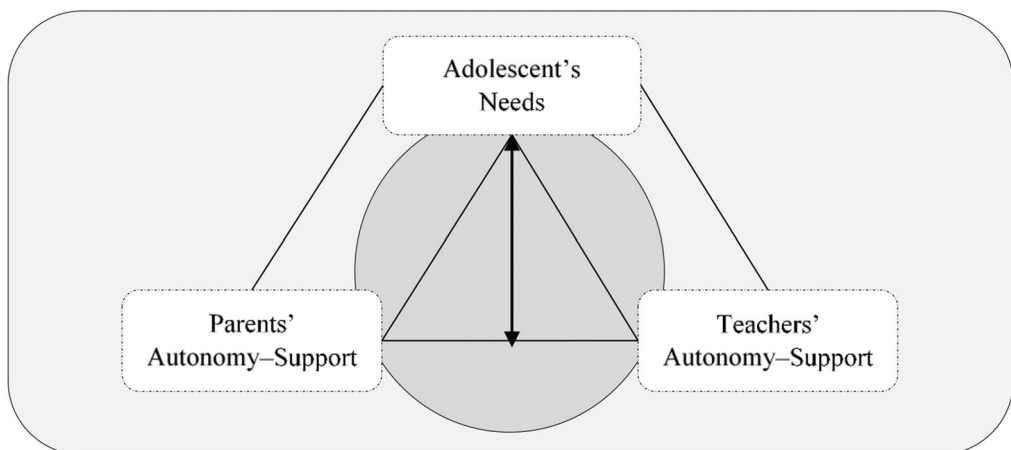 Adolescent’s
Needs
Parents’
Autonomy–Support
Teachers’
Autonomy–Support